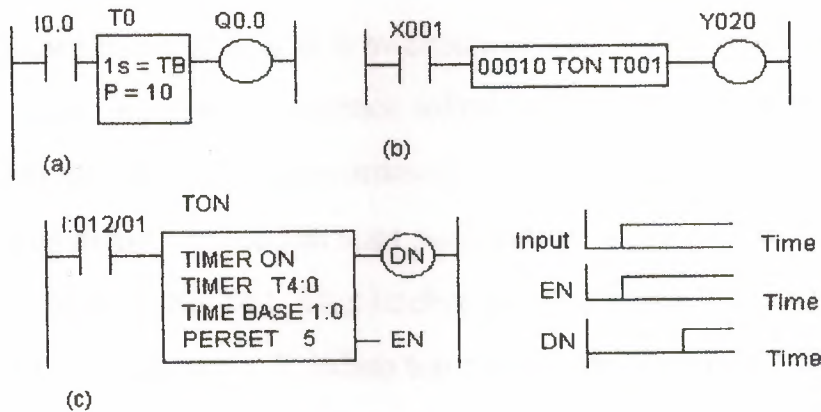 I0.0
T0
Q0.0
1s = TB
P = 10
(a)
X001
00010 TON T001
Y020
(b)
TON
I:012/01
TIMER ON
TIMER T4:0
TIME BASE 1:0
PERSET 5
DN
EN
(c)
Input
Time
EN
Time
DN
Time